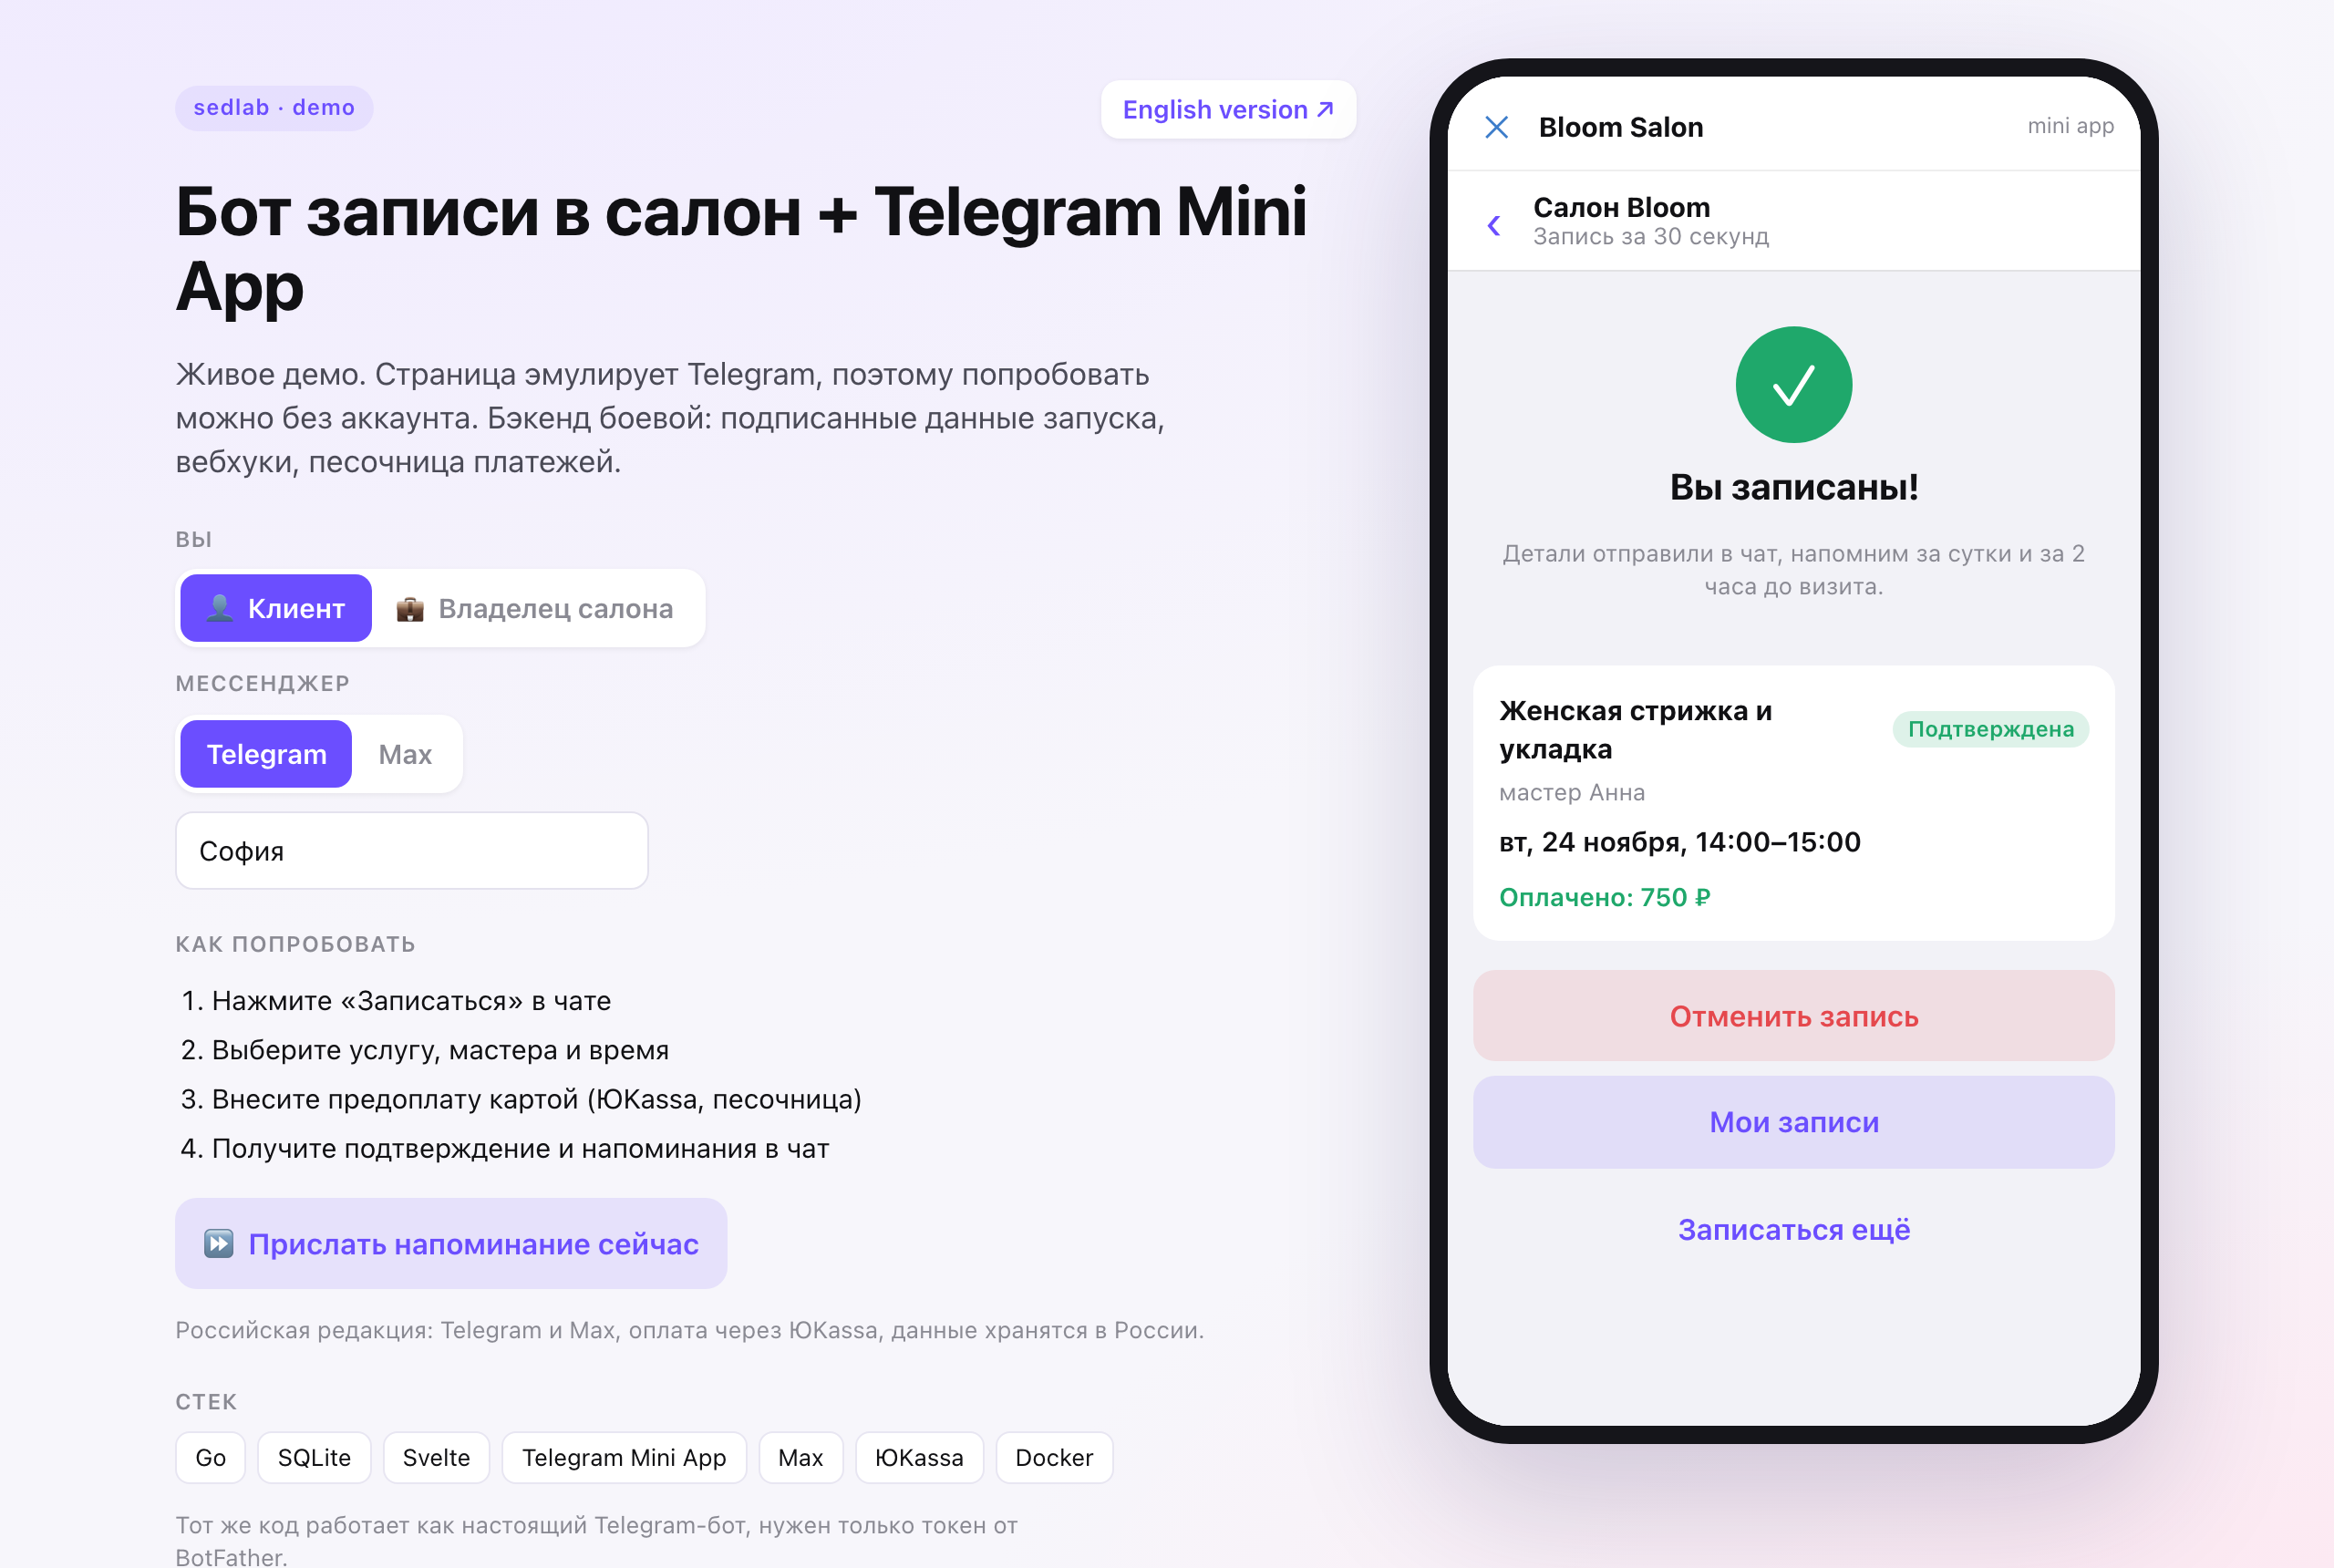 sedlab · demo
English version ↗
Бот записи в салон + Telegram Mini
App
Живое демо. Страница эмулирует Telegram, поэтому попробовать
можно без аккаунта. Бэкенд боевой: подписанные данные запуска,
вебхуки, песочница платежей.
ВЫ
Клиент
Владелец салона
МЕССЕНДЖЕР
Telegram
Max
София
КАК ПОПРОБОВАТЬ
1. Нажмите «Записаться» в чате
2. Выберите услугу, мастера и время
3. Внесите предоплату картой (ЮKassa, песочница)
4. Получите подтверждение и напоминания в чат
Прислать напоминание сейчас
Российская редакция: Telegram и Max, оплата через ЮKassa, данные хранятся в России.
СТЕК
Go
SQLite
Svelte
Telegram Mini App
Max
ЮKassa
Docker
Тот же код работает как настоящий Telegram-бот, нужен только токен от
BotFather.
Bloom Salon
mini app
Салон Bloom
Запись за 30 секунд
Вы записаны!
Детали отправили в чат, напомним за сутки и за 2
часа до визита.
Женская стрижка и
укладка
Подтверждена
мастер Анна
вт, 24 ноября, 14:00–15:00
Оплачено: 750 ₽
Отменить запись
Мои записи
Записаться ещё